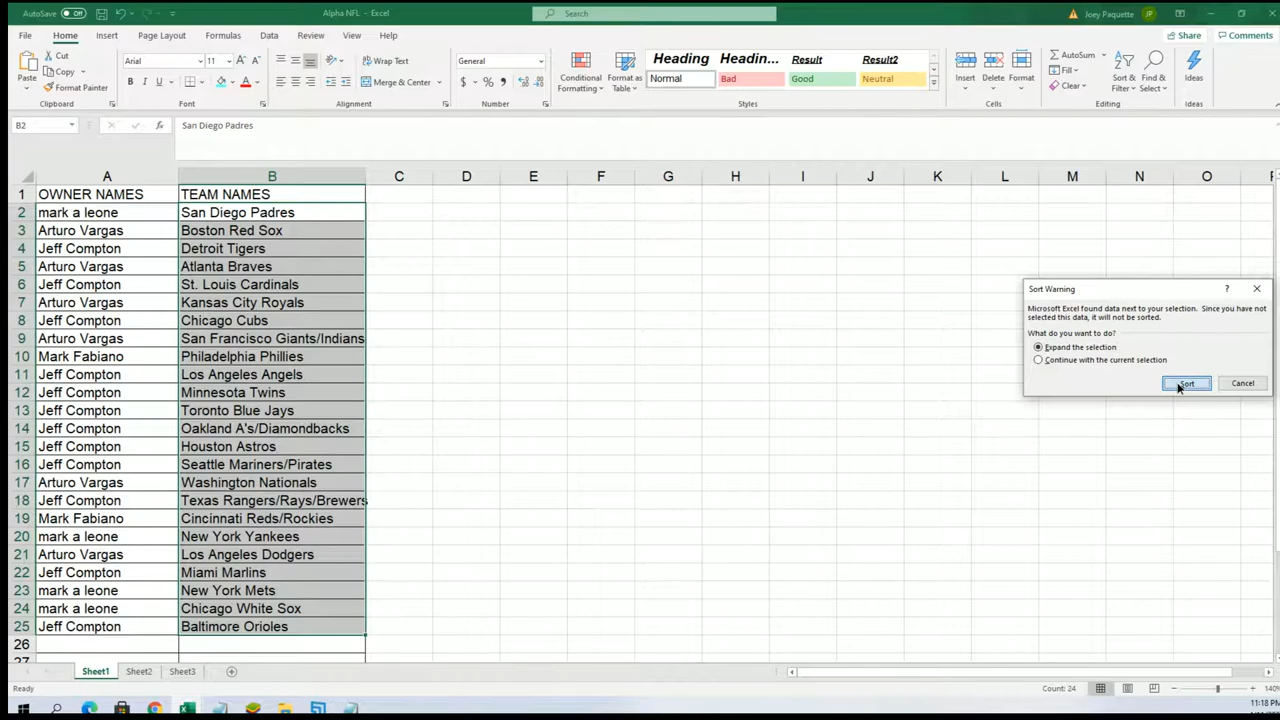 AutoSave Off Alpha NFL - Excel Search Joey Paquette JP
File Home Insert Page Layout Formulas Data Review View Help Share Comments
Paste Cut Copy Format Painter Clipboard
Arial 11 A A B I U A Font
Wrap Text Merge & Center Alignment
General $ % Number
Conditional Formatting Format as Table
Heading Headin... Result Result2
Normal Bad Good Neutral
Styles
Insert Delete Format Cells
AutoSum Fill Clear Sort & Filter Find & Select Editing
Ideas Ideas
B2 fx San Diego Padres
A B C D E F G H I J K L M N O
1 OWNER NAMES TEAM NAMES
2 mark a leone San Diego Padres
3 Arturo Vargas Boston Red Sox
4 Jeff Compton Detroit Tigers
5 Arturo Vargas Atlanta Braves
6 Jeff Compton St. Louis Cardinals
7 Arturo Vargas Kansas City Royals
8 Jeff Compton Chicago Cubs
9 Arturo Vargas San Francisco Giants/Indians
10 Mark Fabiano Philadelphia Phillies
11 Jeff Compton Los Angeles Angels
12 Jeff Compton Minnesota Twins
13 Jeff Compton Toronto Blue Jays
14 Jeff Compton Oakland A's/Diamondbacks
15 Jeff Compton Houston Astros
16 Jeff Compton Seattle Mariners/Pirates
17 Arturo Vargas Washington Nationals
18 Jeff Compton Texas Rangers/Rays/Brewers
19 Mark Fabiano Cincinnati Reds/Rockies
20 mark a leone New York Yankees
21 Arturo Vargas Los Angeles Dodgers
22 Jeff Compton Miami Marlins
23 mark a leone New York Mets
24 mark a leone Chicago White Sox
25 Jeff Compton Baltimore Orioles
26
27
Sort Warning ?
Microsoft Excel found data next to your selection. Since you have not
selected this data, it will not be sorted.
What do you want to do?
Expand the selection
Continue with the current selection
Sort Cancel
Sheet1 Sheet2 Sheet3
Ready Count: 24 140%
11:18 PM